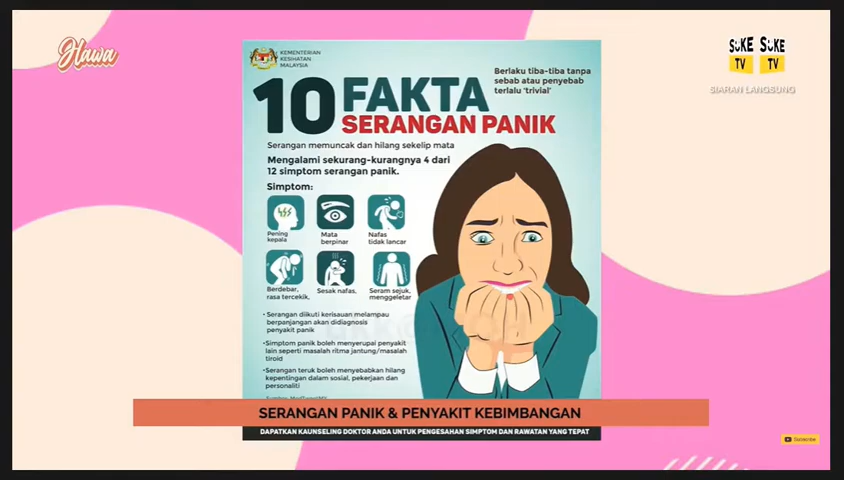 Hawa
SUKE SUKE
TV TV
SIARAN LANGSUNG
KEMENTERIAN
KESIHATAN
MALAYSIA
10 FAKTA
SERANGAN PANIK
Berlaku tiba-tiba tanpa
sebab atau penyebab
terlalu 'trivial'
Serangan memuncak dan hilang sekelip mata
Mengalami sekurang-kurangnya 4 dari
12 simptom serangan panik.
Simptom:
Pening
kepala
Mata
berpinar
Nafas
tidak lancar
Berdebar,
rasa tercekik,
Sesak nafas,
Seram sejuk,
menggeletar
• Serangan diikuti kerisauan melampau
berpanjangan akan didiagnosis
penyakit panik
• Simptom panik boleh menyerupai penyakit
lain seperti masalah ritma jantung/masalah
tiroid
• Serangan teruk boleh menyebabkan hilang
kepentingan dalam sosial, pekerjaan dan
personaliti
SERANGAN PANIK & PENYAKIT KEBIMBANGAN
DAPATKAN KAUNSELING DOKTOR ANDA UNTUK PENGESAHAN SIMPTOM DAN RAWATAN YANG TEPAT
Subscribe